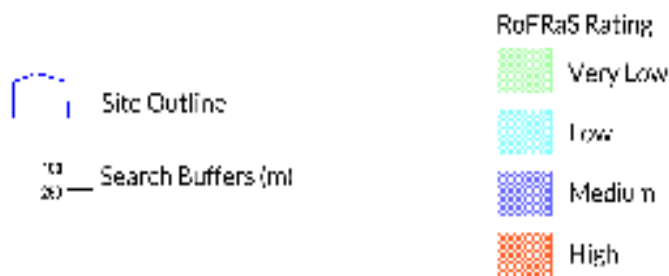 RoFRaS Rating
Very Low
Site Outline
Low
Search Buffers (m)
Medium
High